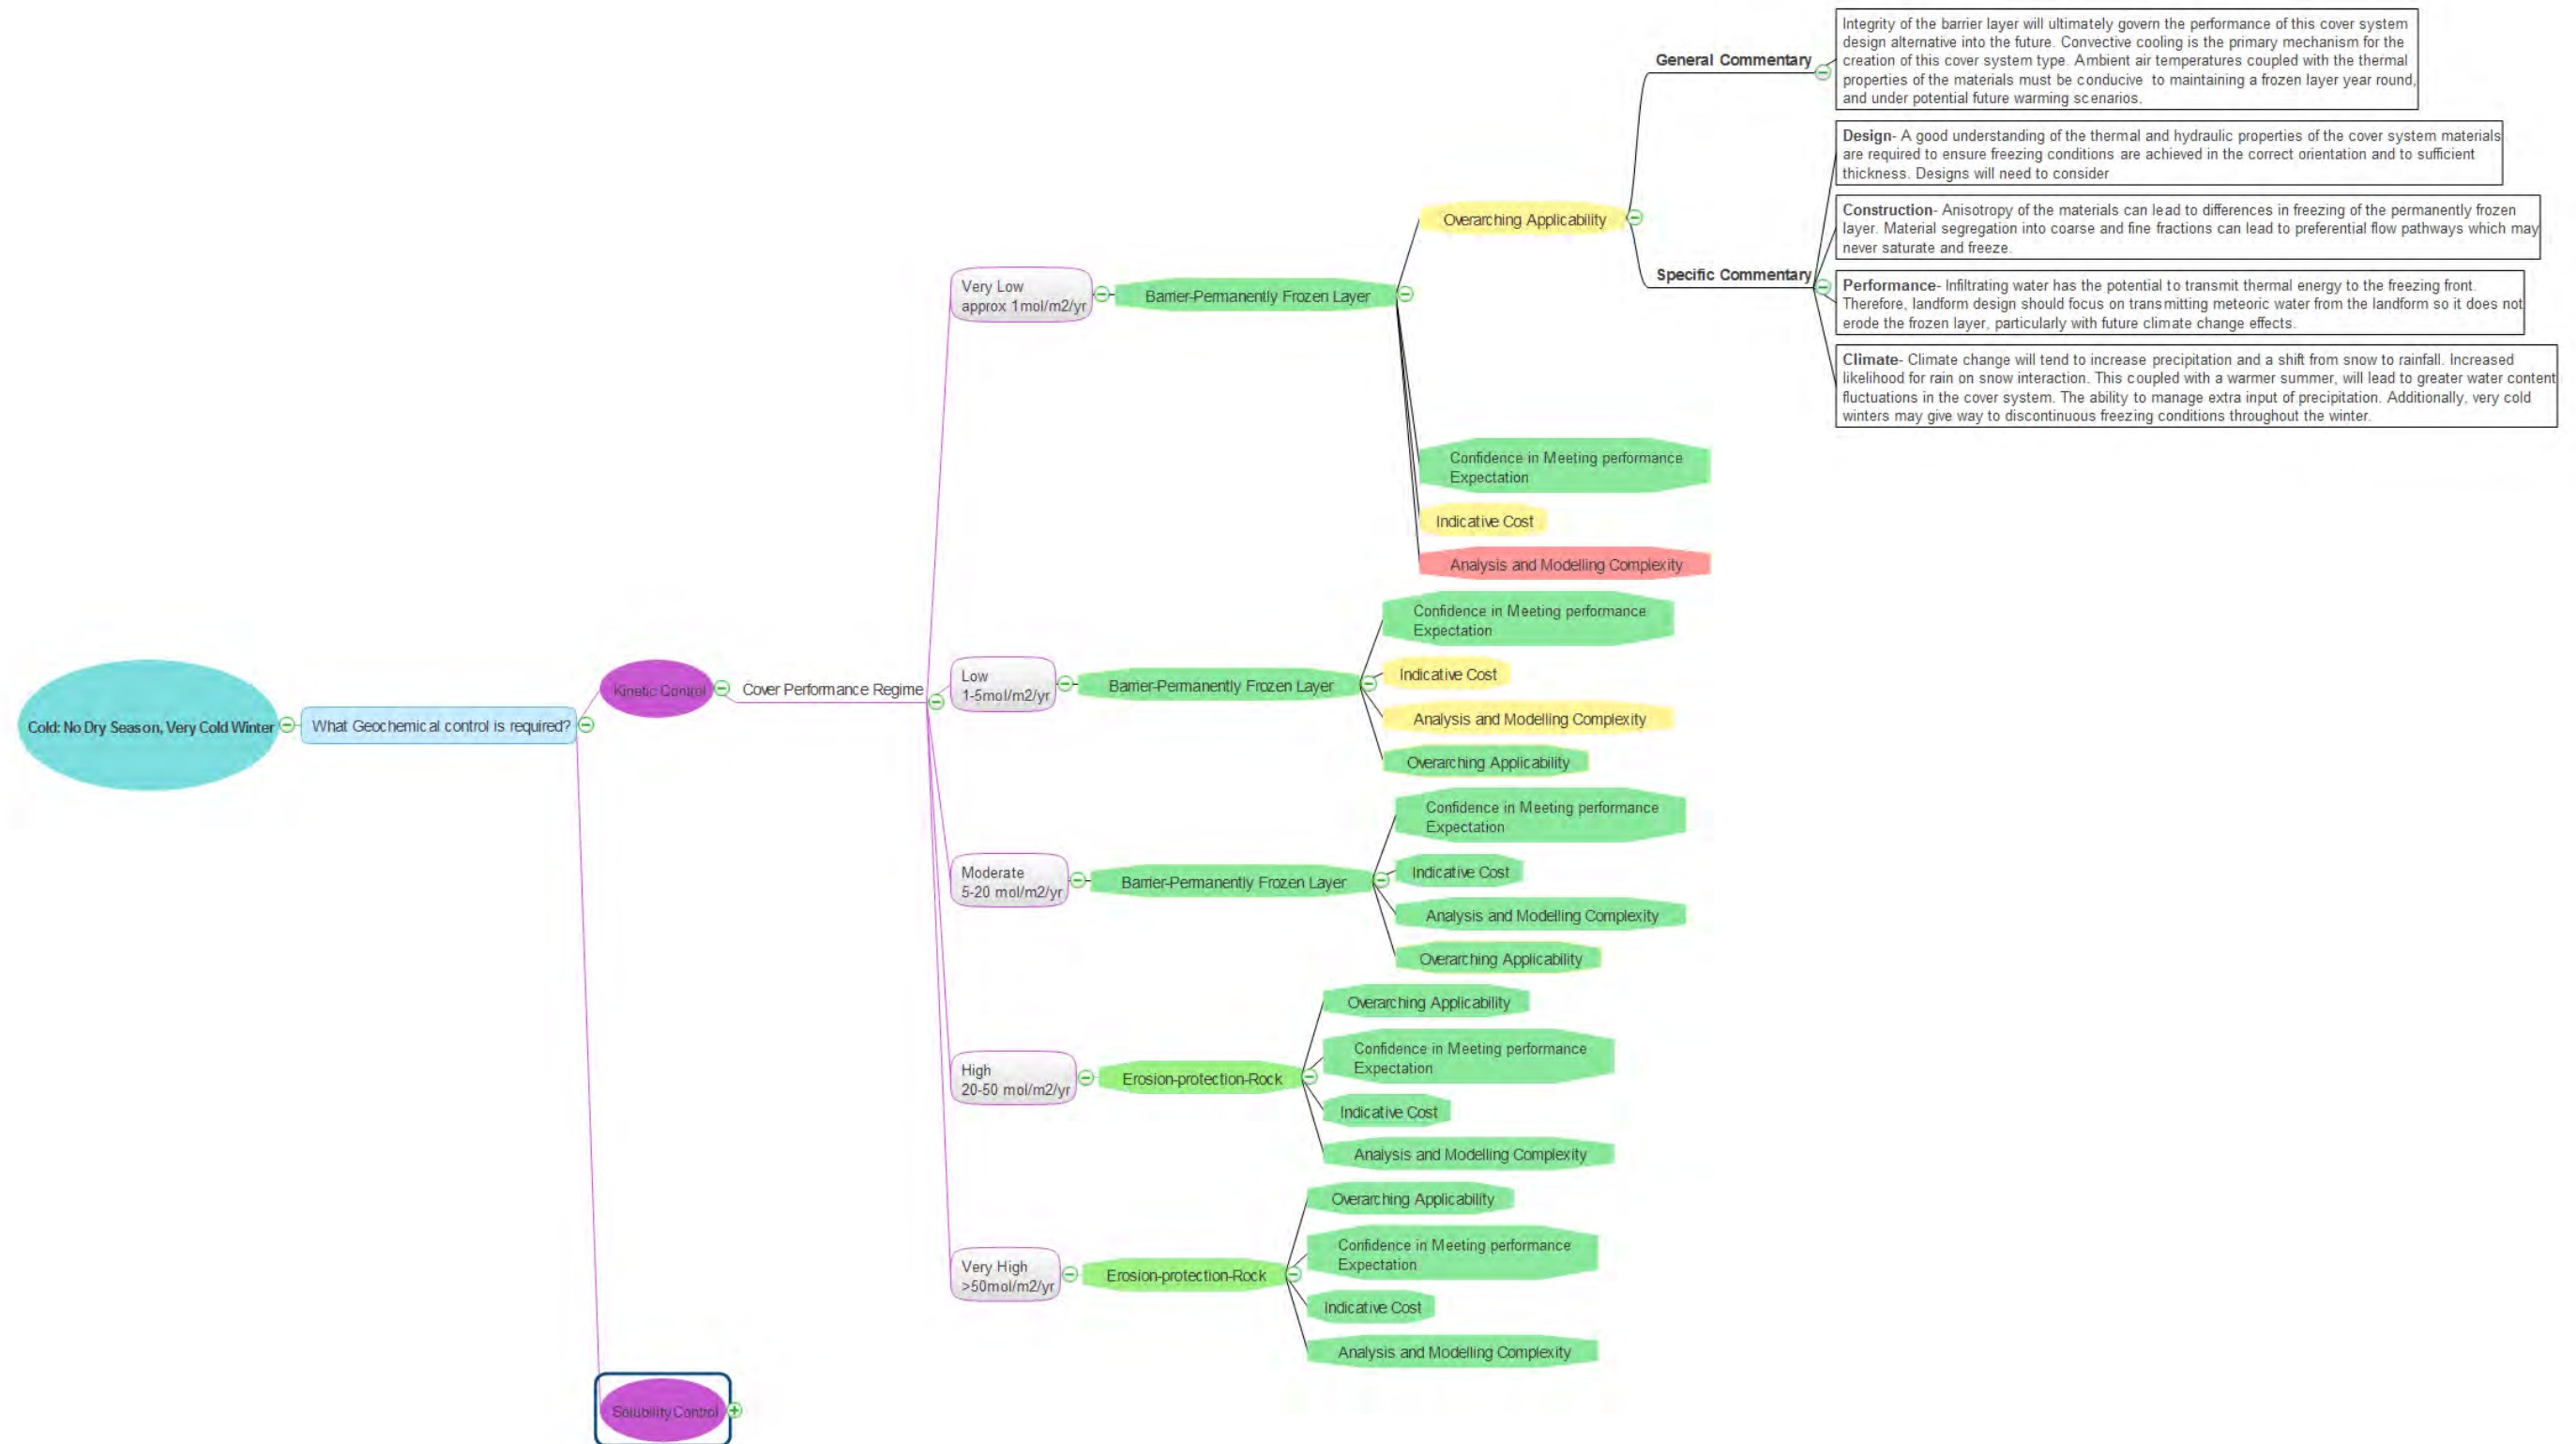 Integrity of the barrier layer will ultimately govern the performance of this cover system
design alternative into the future. Convective cooling is the primary mechanism for the
creation of this cover system type. Ambient air temperatures coupled with the thermal
properties of the materials must be conducive to maintaining a frozen layer year round,
and under potential future warming scenarios.
General Commentary
Design- A good understanding of the thermal and hydraulic properties of the cover system materials
are required to ensure freezing conditions are achieved in the correct orientation and to sufficient
thickness. Designs will need to consider
Construction- Anisotropy of the materials can lead to differences in freezing of the permanently frozen
layer. Material segregation into coarse and fine fractions can lead to preferential flow pathways which may
never saturate and freeze.
Overarching Applicability
Specific Commentary
Performance- Infiltrating water has the potential to transmit thermal energy to the freezing front.
Therefore, landform design should focus on transmitting meteoric water from the landform so it does not
erode the frozen layer, particularly with future climate change effects.
Climate- Climate change will tend to increase precipitation and a shift from snow to rainfall. Increased
likelihood for rain on snow interaction. This coupled with a warmer summer, will lead to greater water content
fluctuations in the cover system. The ability to manage extra input of precipitation. Additionally, very cold
winters may give way to discontinuous freezing conditions throughout the winter.
Very Low
approx 1mol/m2/yr
Barrier-Permanently Frozen Layer
Confidence in Meeting performance
Expectation
Indicative Cost
Analysis and Modelling Complexity
Cold: No Dry Season, Very Cold Winter
What Geochemical control is required?
Kinetic Control
Cover Performance Regime
Low
1-5mol/m2/yr
Barrier-Permanently Frozen Layer
Confidence in Meeting performance
Expectation
Indicative Cost
Analysis and Modelling Complexity
Overarching Applicability
Moderate
5-20 mol/m2/yr
Barrier-Permanently Frozen Layer
Confidence in Meeting performance
Expectation
Indicative Cost
Analysis and Modelling Complexity
Overarching Applicability
High
20-50 mol/m2/yr
Erosion-protection-Rock
Overarching Applicability
Confidence in Meeting performance
Expectation
Indicative Cost
Analysis and Modelling Complexity
Very High
>50mol/m2/yr
Erosion-protection-Rock
Overarching Applicability
Confidence in Meeting performance
Expectation
Indicative Cost
Analysis and Modelling Complexity
Solubility Control